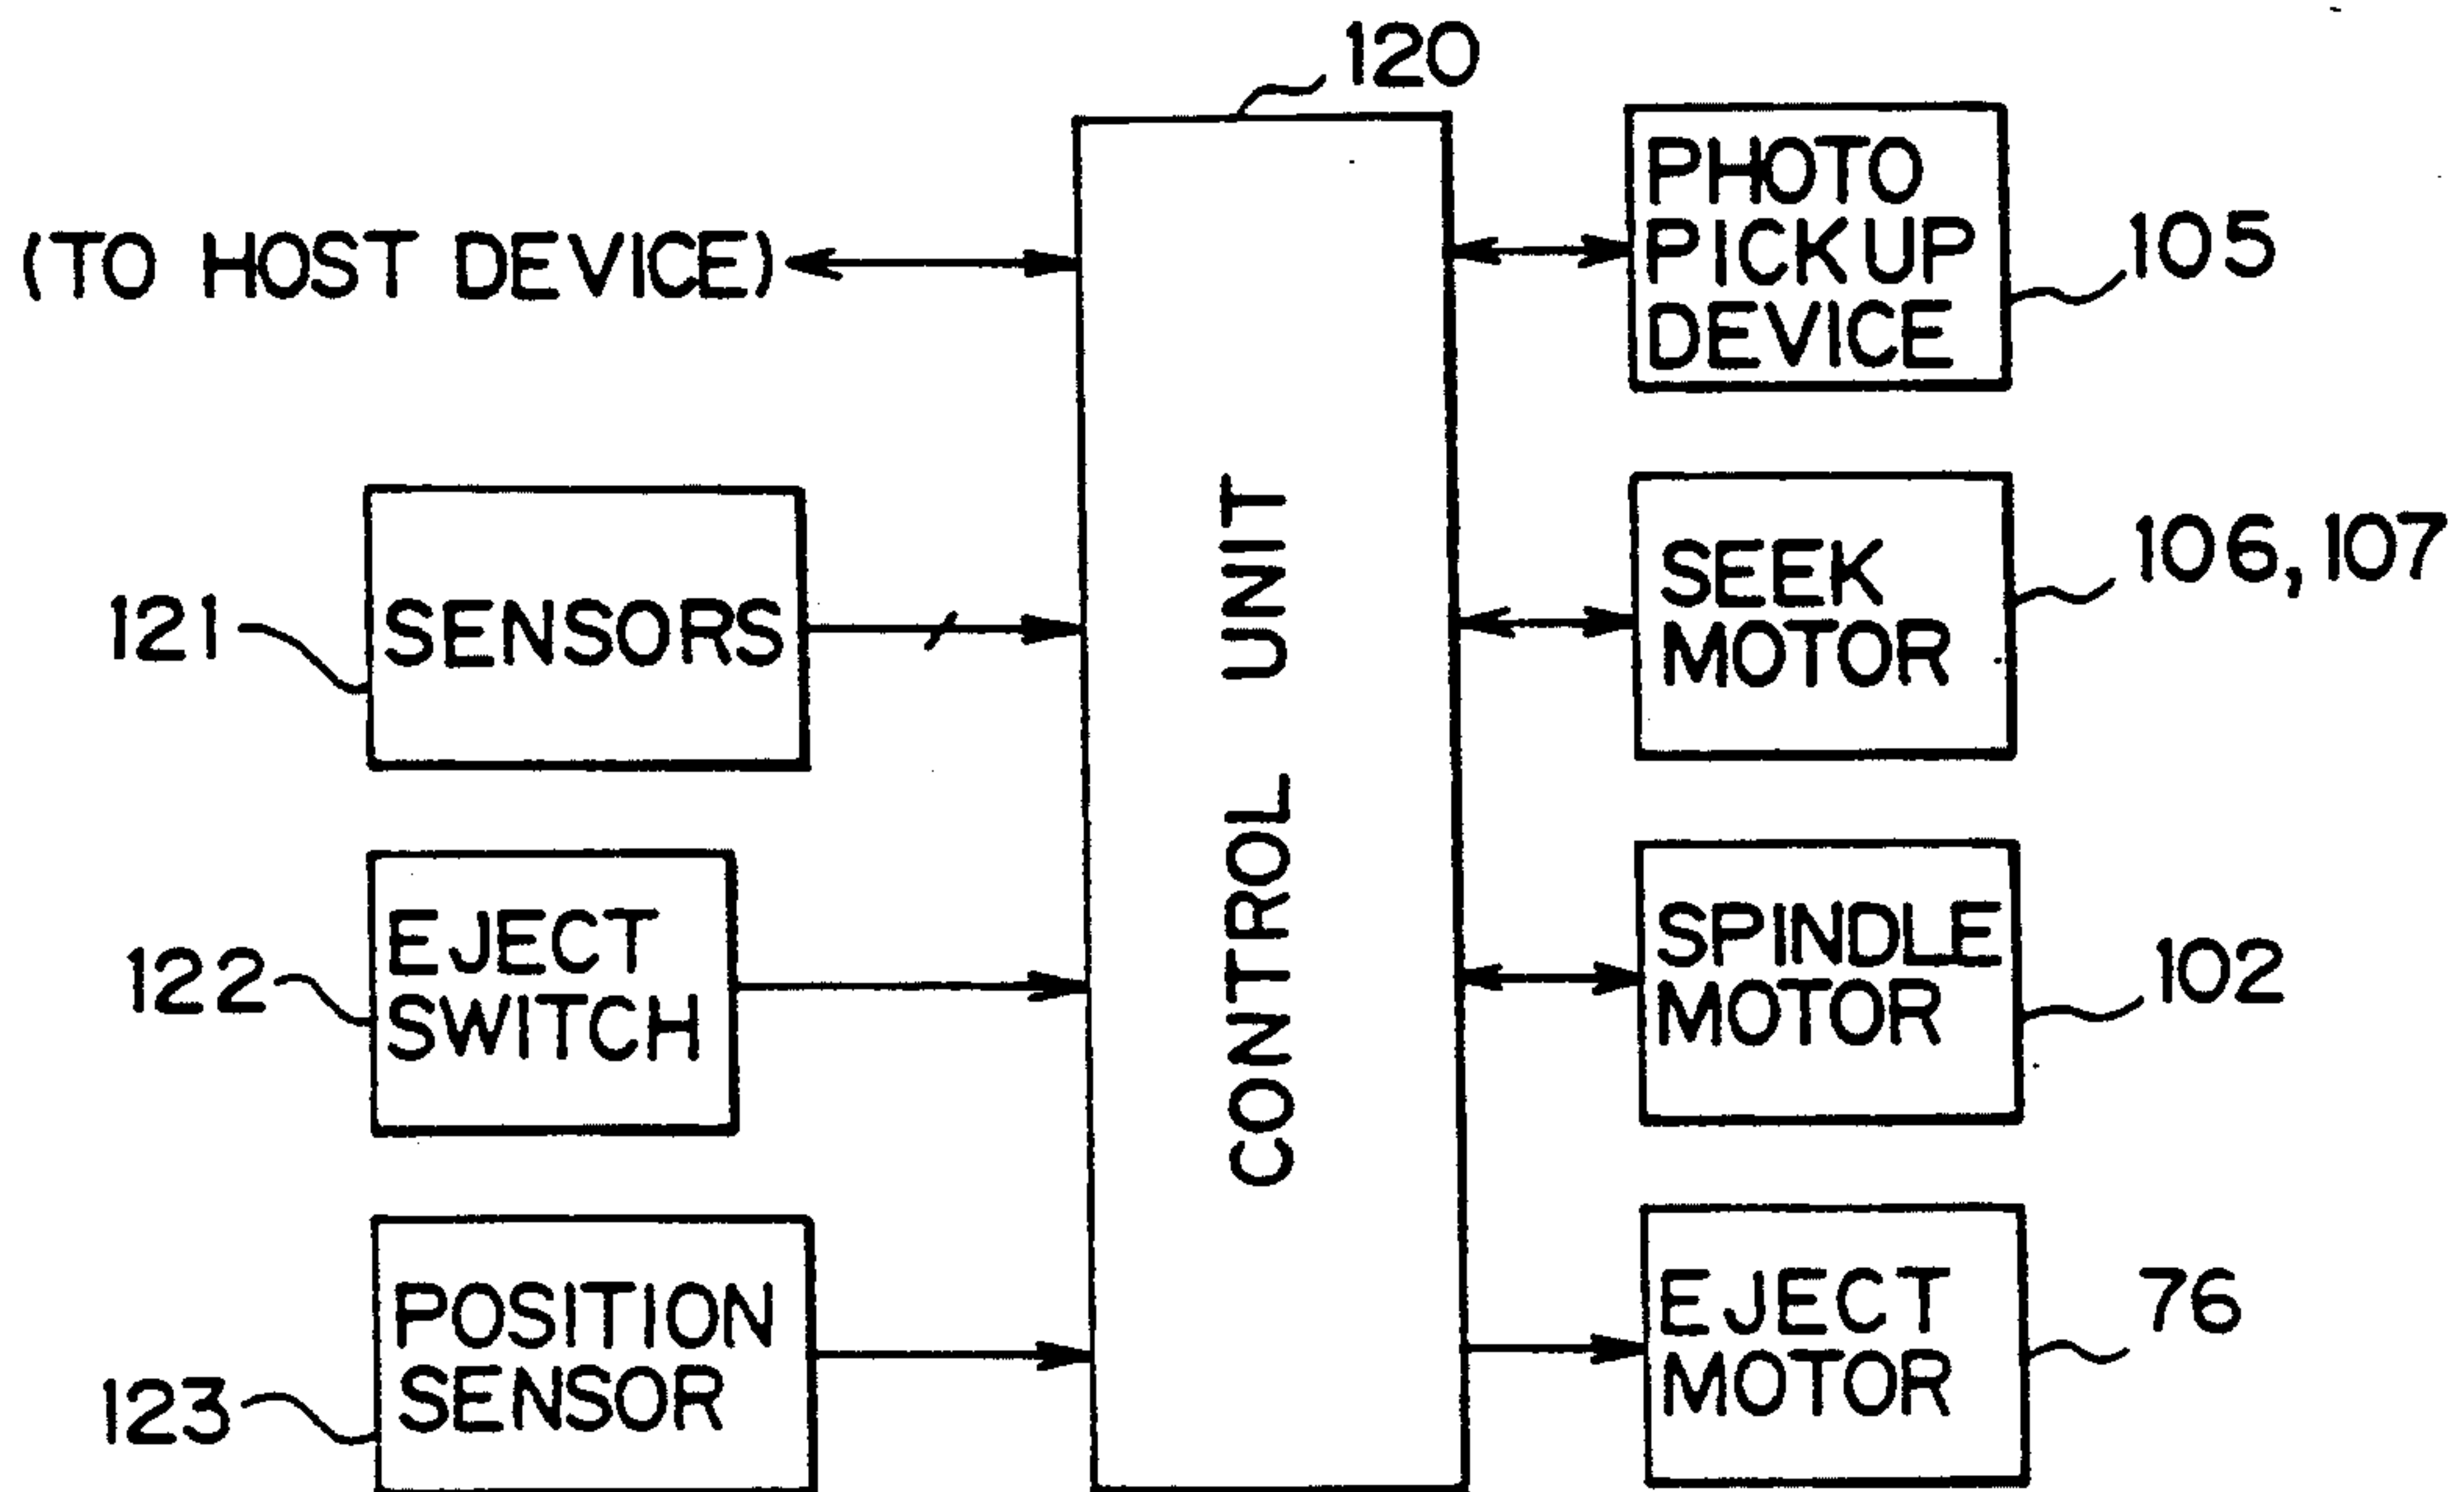 120
(TO HOST DEVICE)
PHOTO
PICKUP
DEVICE
105
121
SENSORS
CONTROL UNIT
SEEK
MOTOR
106, 107
122
EJECT
SWITCH
SPINDLE
MOTOR
102
123
POSITION
SENSOR
EJECT
MOTOR
76